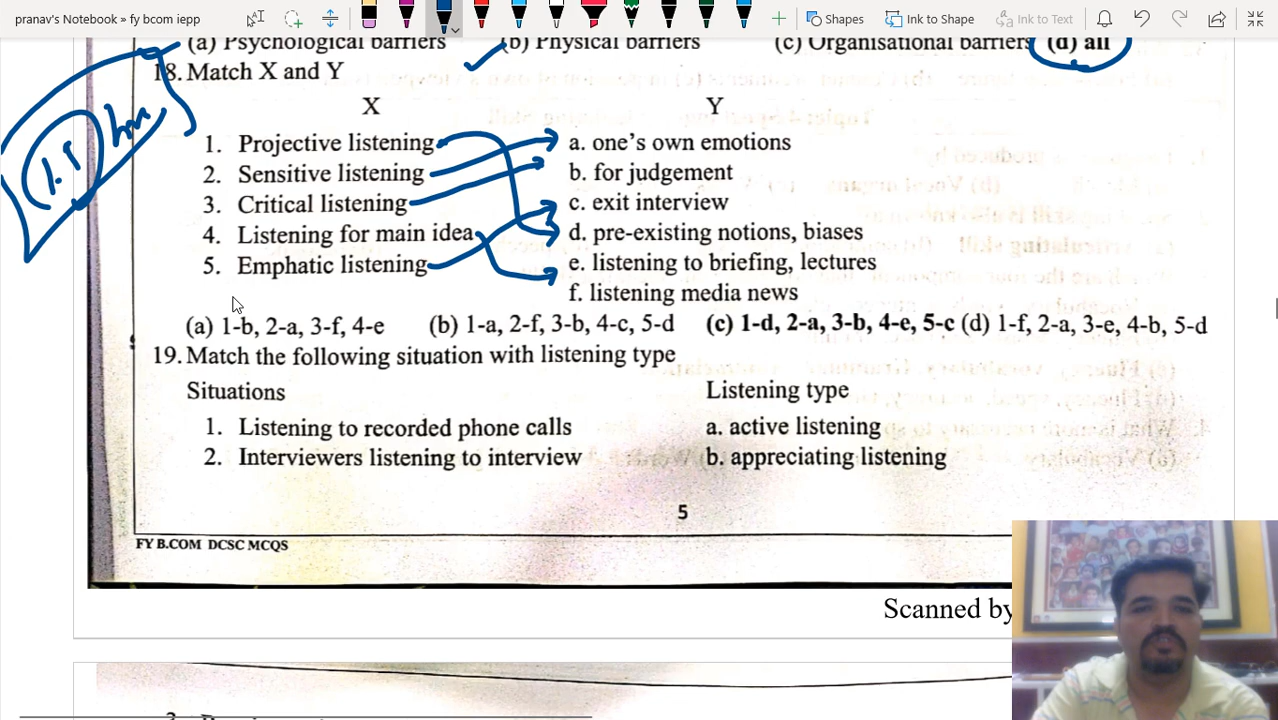 pranav's Notebook » fy bcom iepp
Shapes Ink to Shape Ink to Text
(a) Psychological barriers (b) Physical barriers (c) Organisational barriers (d) all
18. Match X and Y
X Y
1. Projective listening a. one's own emotions
2. Sensitive listening b. for judgement
3. Critical listening c. exit interview
4. Listening for main idea d. pre-existing notions, biases
5. Emphatic listening e. listening to briefing, lectures
f. listening media news
(a) 1-b, 2-a, 3-f, 4-e (b) 1-a, 2-f, 3-b, 4-c, 5-d (c) 1-d, 2-a, 3-b, 4-e, 5-c (d) 1-f, 2-a, 3-e, 4-b, 5-d
19. Match the following situation with listening type
Situations Listening type
1. Listening to recorded phone calls a. active listening
2. Interviewers listening to interview b. appreciating listening
5
FY B.COM DCSC MCQS
Scanned by